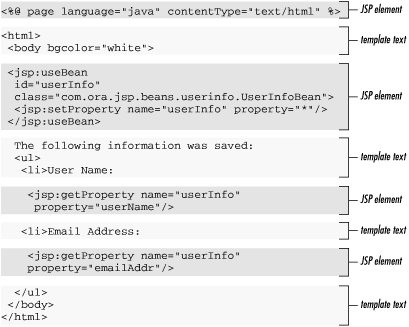 <%@ page language="java" contentType="text/html" %>
JSP element
<html>
<body bgcolor="white">
template text
<jsp:useBean
id="userInfo"
class="com.ora.jsp.beans.userinfo.UserInfoBean">
<jsp:setProperty name="userInfo" property="*"/>
</jsp:useBean>
JSP element
The following information was saved:
<ul>
<li>User Name:
template text
<jsp:getProperty name="userInfo"
property="userName"/>
JSP element
<li>Email Address:
template text
<jsp:getProperty name="userInfo"
property="emailAddr"/>
JSP element
</ul>
</body>
</html>
template text